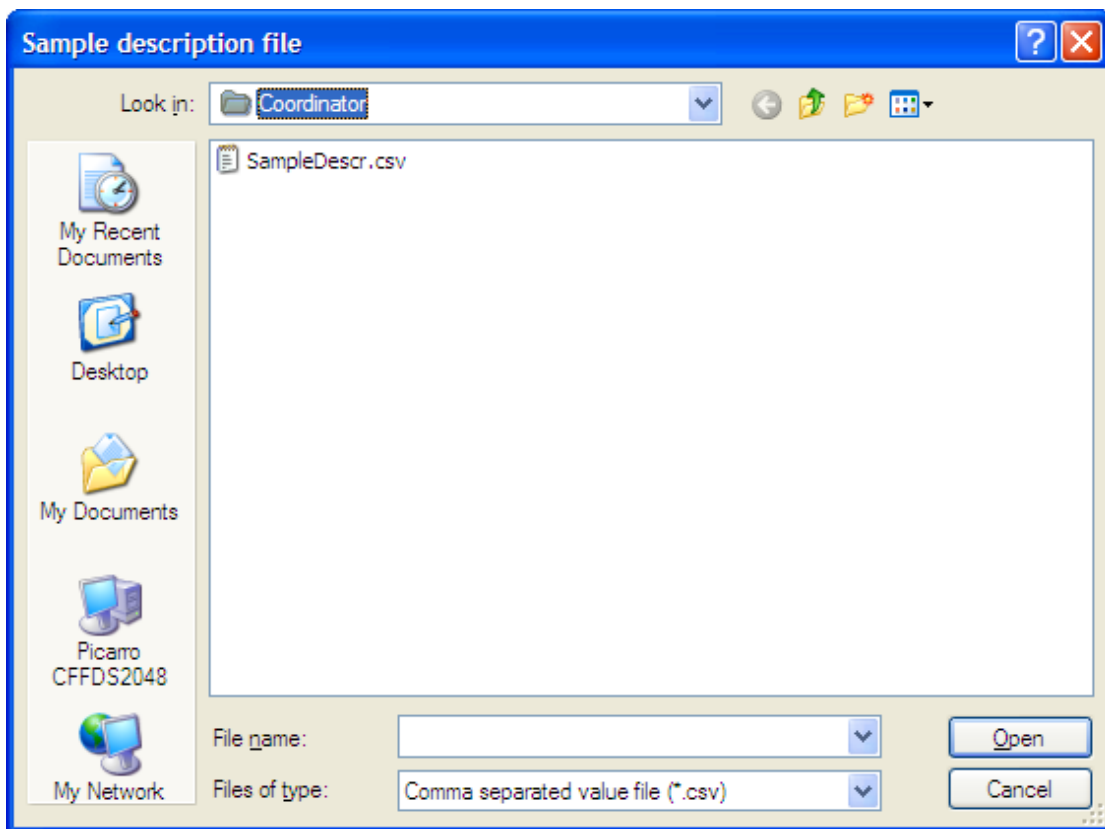 Sample description file
Look in:
Coordinator
SampleDescr.csv
My Recent
Documents
Desktop
My Documents
Picarro
CFFDS2048
My Network
File name:
Open
Files of type:
Comma separated value file (*.csv)
Cancel